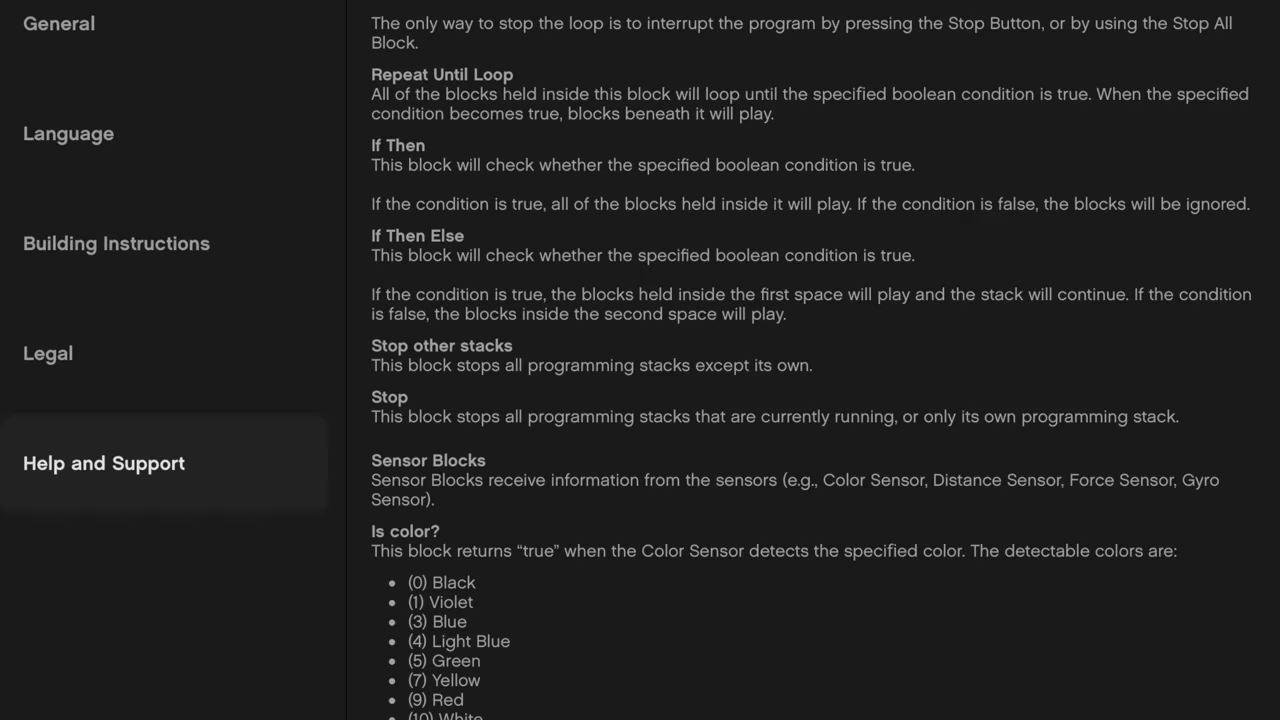 General
Language
Building Instructions
Legal
Help and Support
The only way to stop the loop is to interrupt the program by pressing the Stop Button, or by using the Stop All
Block.
Repeat Until Loop
All of the blocks held inside this block will loop until the specified boolean condition is true. When the specified
condition becomes true, blocks beneath it will play.
If Then
This block will check whether the specified boolean condition is true.
If the condition is true, all of the blocks held inside it will play. If the condition is false, the blocks will be ignored.
If Then Else
This block will check whether the specified boolean condition is true.
If the condition is true, the blocks held inside the first space will play and the stack will continue. If the condition
is false, the blocks inside the second space will play.
Stop other stacks
This block stops all programming stacks except its own.
Stop
This block stops all programming stacks that are currently running, or only its own programming stack.
Sensor Blocks
Sensor Blocks receive information from the sensors (e.g., Color Sensor, Distance Sensor, Force Sensor, Gyro
Sensor).
Is color?
This block returns “true” when the Color Sensor detects the specified color. The detectable colors are:
• (0) Black
• (1) Violet
• (3) Blue
• (4) Light Blue
• (5) Green
• (7) Yellow
• (9) Red
• (10) White